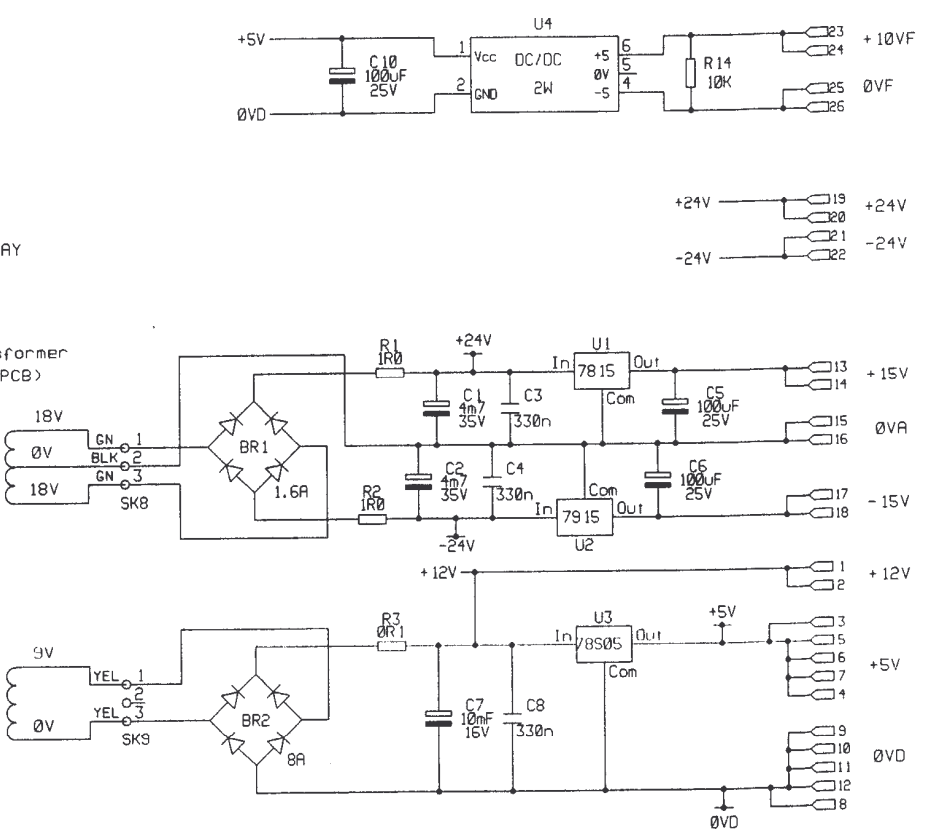 U4
+5V
1
Vcc
DC/DC
+5
6
23
+10VF
C10
100uF
25V
0V
5
24
R14
10K
2
GND
2W
-5
4
25
0VF
26
0VD
+24V
19
+24V
20
21
-24V
-24V
22
AY
sformer
PCB)
R1
1R0
+24V
U1
In
7815
Out
13
+15V
14
Com
C1
4m7
35V
C3
330n
C5
100uF
25V
18V
GN
1
0V
BLK
2
18V
GN
3
SK8
BR1
1.6A
15
0VA
16
C2
4m7
35V
C4
330n
C6
100uF
25V
R2
1R0
Com
In
7915
Out
U2
17
-15V
18
-24V
+12V
1
+12V
2
R3
0R1
U3
In
78S05
Out
Com
+5V
3
5
6
+5V
7
4
9V
YEL
1
2
YEL
3
0V
SK9
BR2
8A
C7
10mF
16V
C8
330n
9
10
0VD
11
12
8
0VD